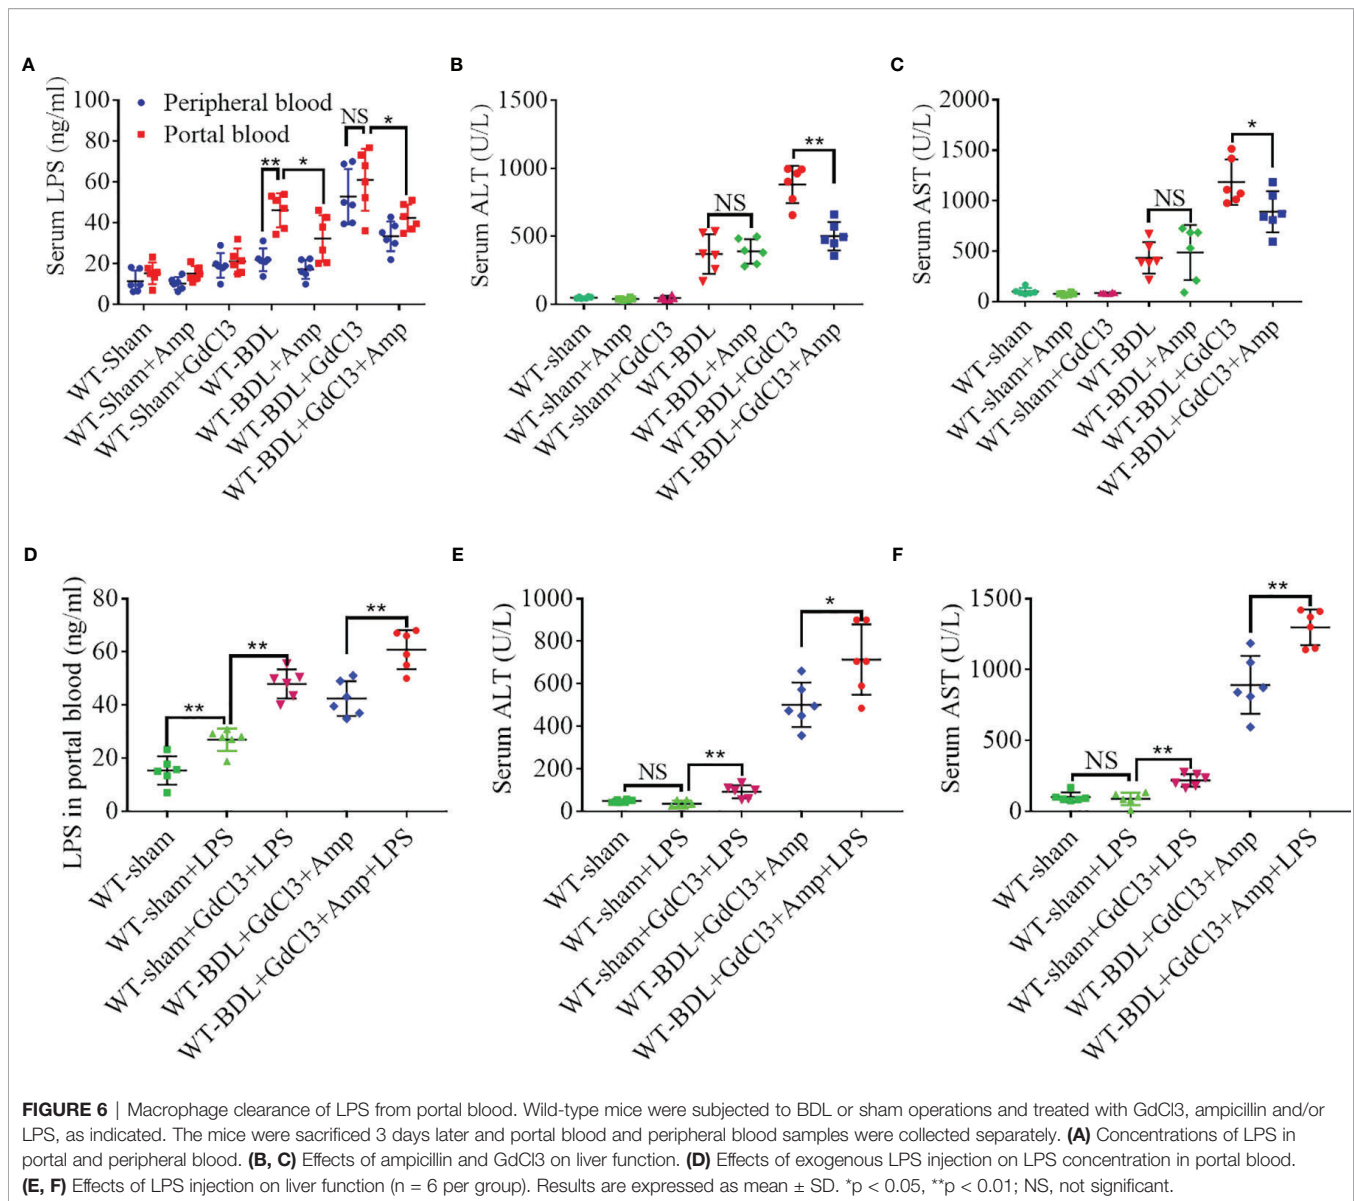 A
Serum LPS (ng/ml)
100
80
60
40
20
0
Peripheral blood
Portal blood
**
*
NS
*
WT-Sham
WT-Sham+Amp
WT-Sham+GdCl3
WT-BDL
WT-BDL+Amp
WT-BDL+GdCl3
WT-BDL+GdCl3+Amp
B
Serum ALT (U/L)
1500
1000
500
0
NS
**
WT-sham
WT-sham+Amp
WT-sham+GdCl3
WT-BDL
WT-BDL+Amp
WT-BDL+GdCl3
WT-BDL+GdCl3+Amp
C
Serum AST (U/L)
2000
1500
1000
500
0
NS
*
WT-sham
WT-sham+Amp
WT-sham+GdCl3
WT-BDL
WT-BDL+Amp
WT-BDL+GdCl3
WT-BDL+GdCl3+Amp
D
LPS in portal blood (ng/ml)
80
60
40
20
0
**
**
**
WT-sham
WT-sham+LPS
WT-sham+GdCl3+LPS
WT-BDL+GdCl3+Amp
WT-BDL+GdCl3+Amp+LPS
E
Serum ALT (U/L)
1000
800
600
400
200
0
NS
**
*
WT-sham
WT-sham+LPS
WT-sham+GdCl3+LPS
WT-BDL+GdCl3+Amp
WT-BDL+GdCl3+Amp+LPS
F
Serum AST (U/L)
1500
1000
500
0
NS
**
**
WT-sham
WT-sham+LPS
WT-sham+GdCl3+LPS
WT-BDL+GdCl3+Amp
WT-BDL+GdCl3+Amp+LPS
FIGURE 6 | Macrophage clearance of LPS from portal blood. Wild-type mice were subjected to BDL or sham operations and treated with GdCl3, ampicillin and/or
LPS, as indicated. The mice were sacrificed 3 days later and portal blood and peripheral blood samples were collected separately. (A) Concentrations of LPS in
portal and peripheral blood. (B, C) Effects of ampicillin and GdCl3 on liver function. (D) Effects of exogenous LPS injection on LPS concentration in portal blood.
(E, F) Effects of LPS injection on liver function (n = 6 per group). Results are expressed as mean ± SD. *p < 0.05, **p < 0.01; NS, not significant.